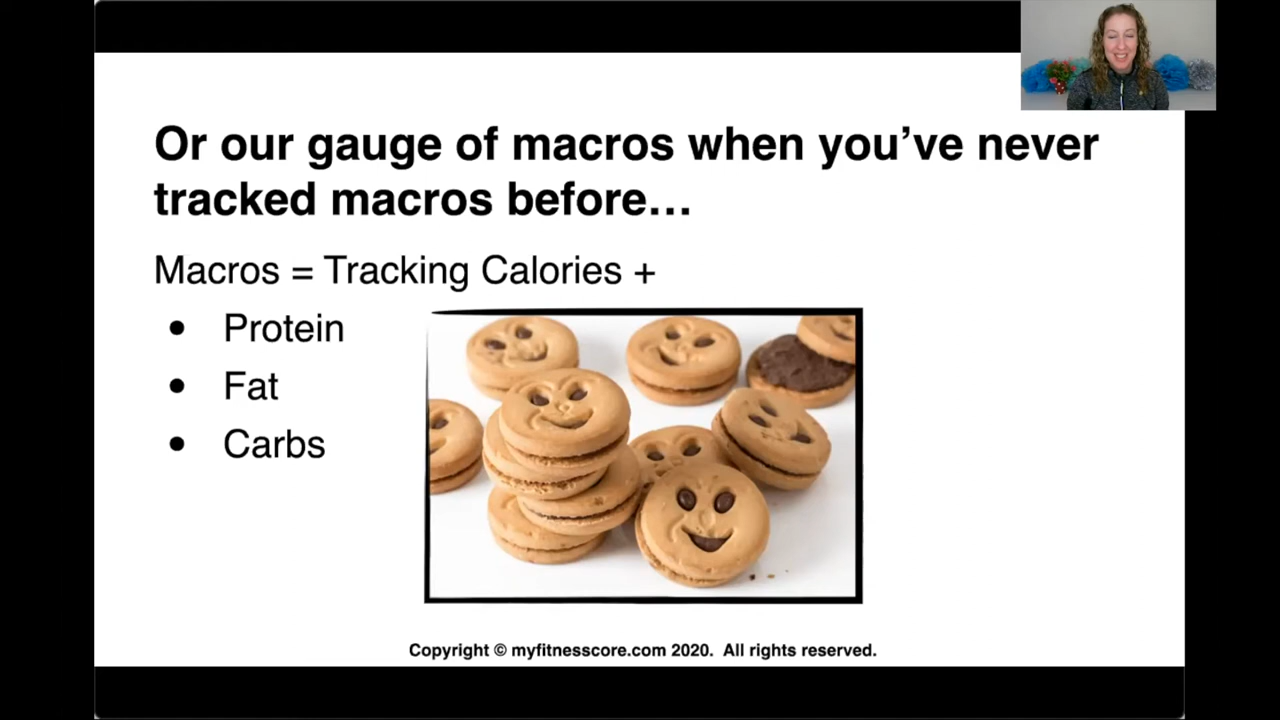 Or our gauge of macros when you’ve never
tracked macros before…
Macros = Tracking Calories +
● Protein
● Fat
● Carbs
Copyright © myfitnesscore.com 2020.  All rights reserved.